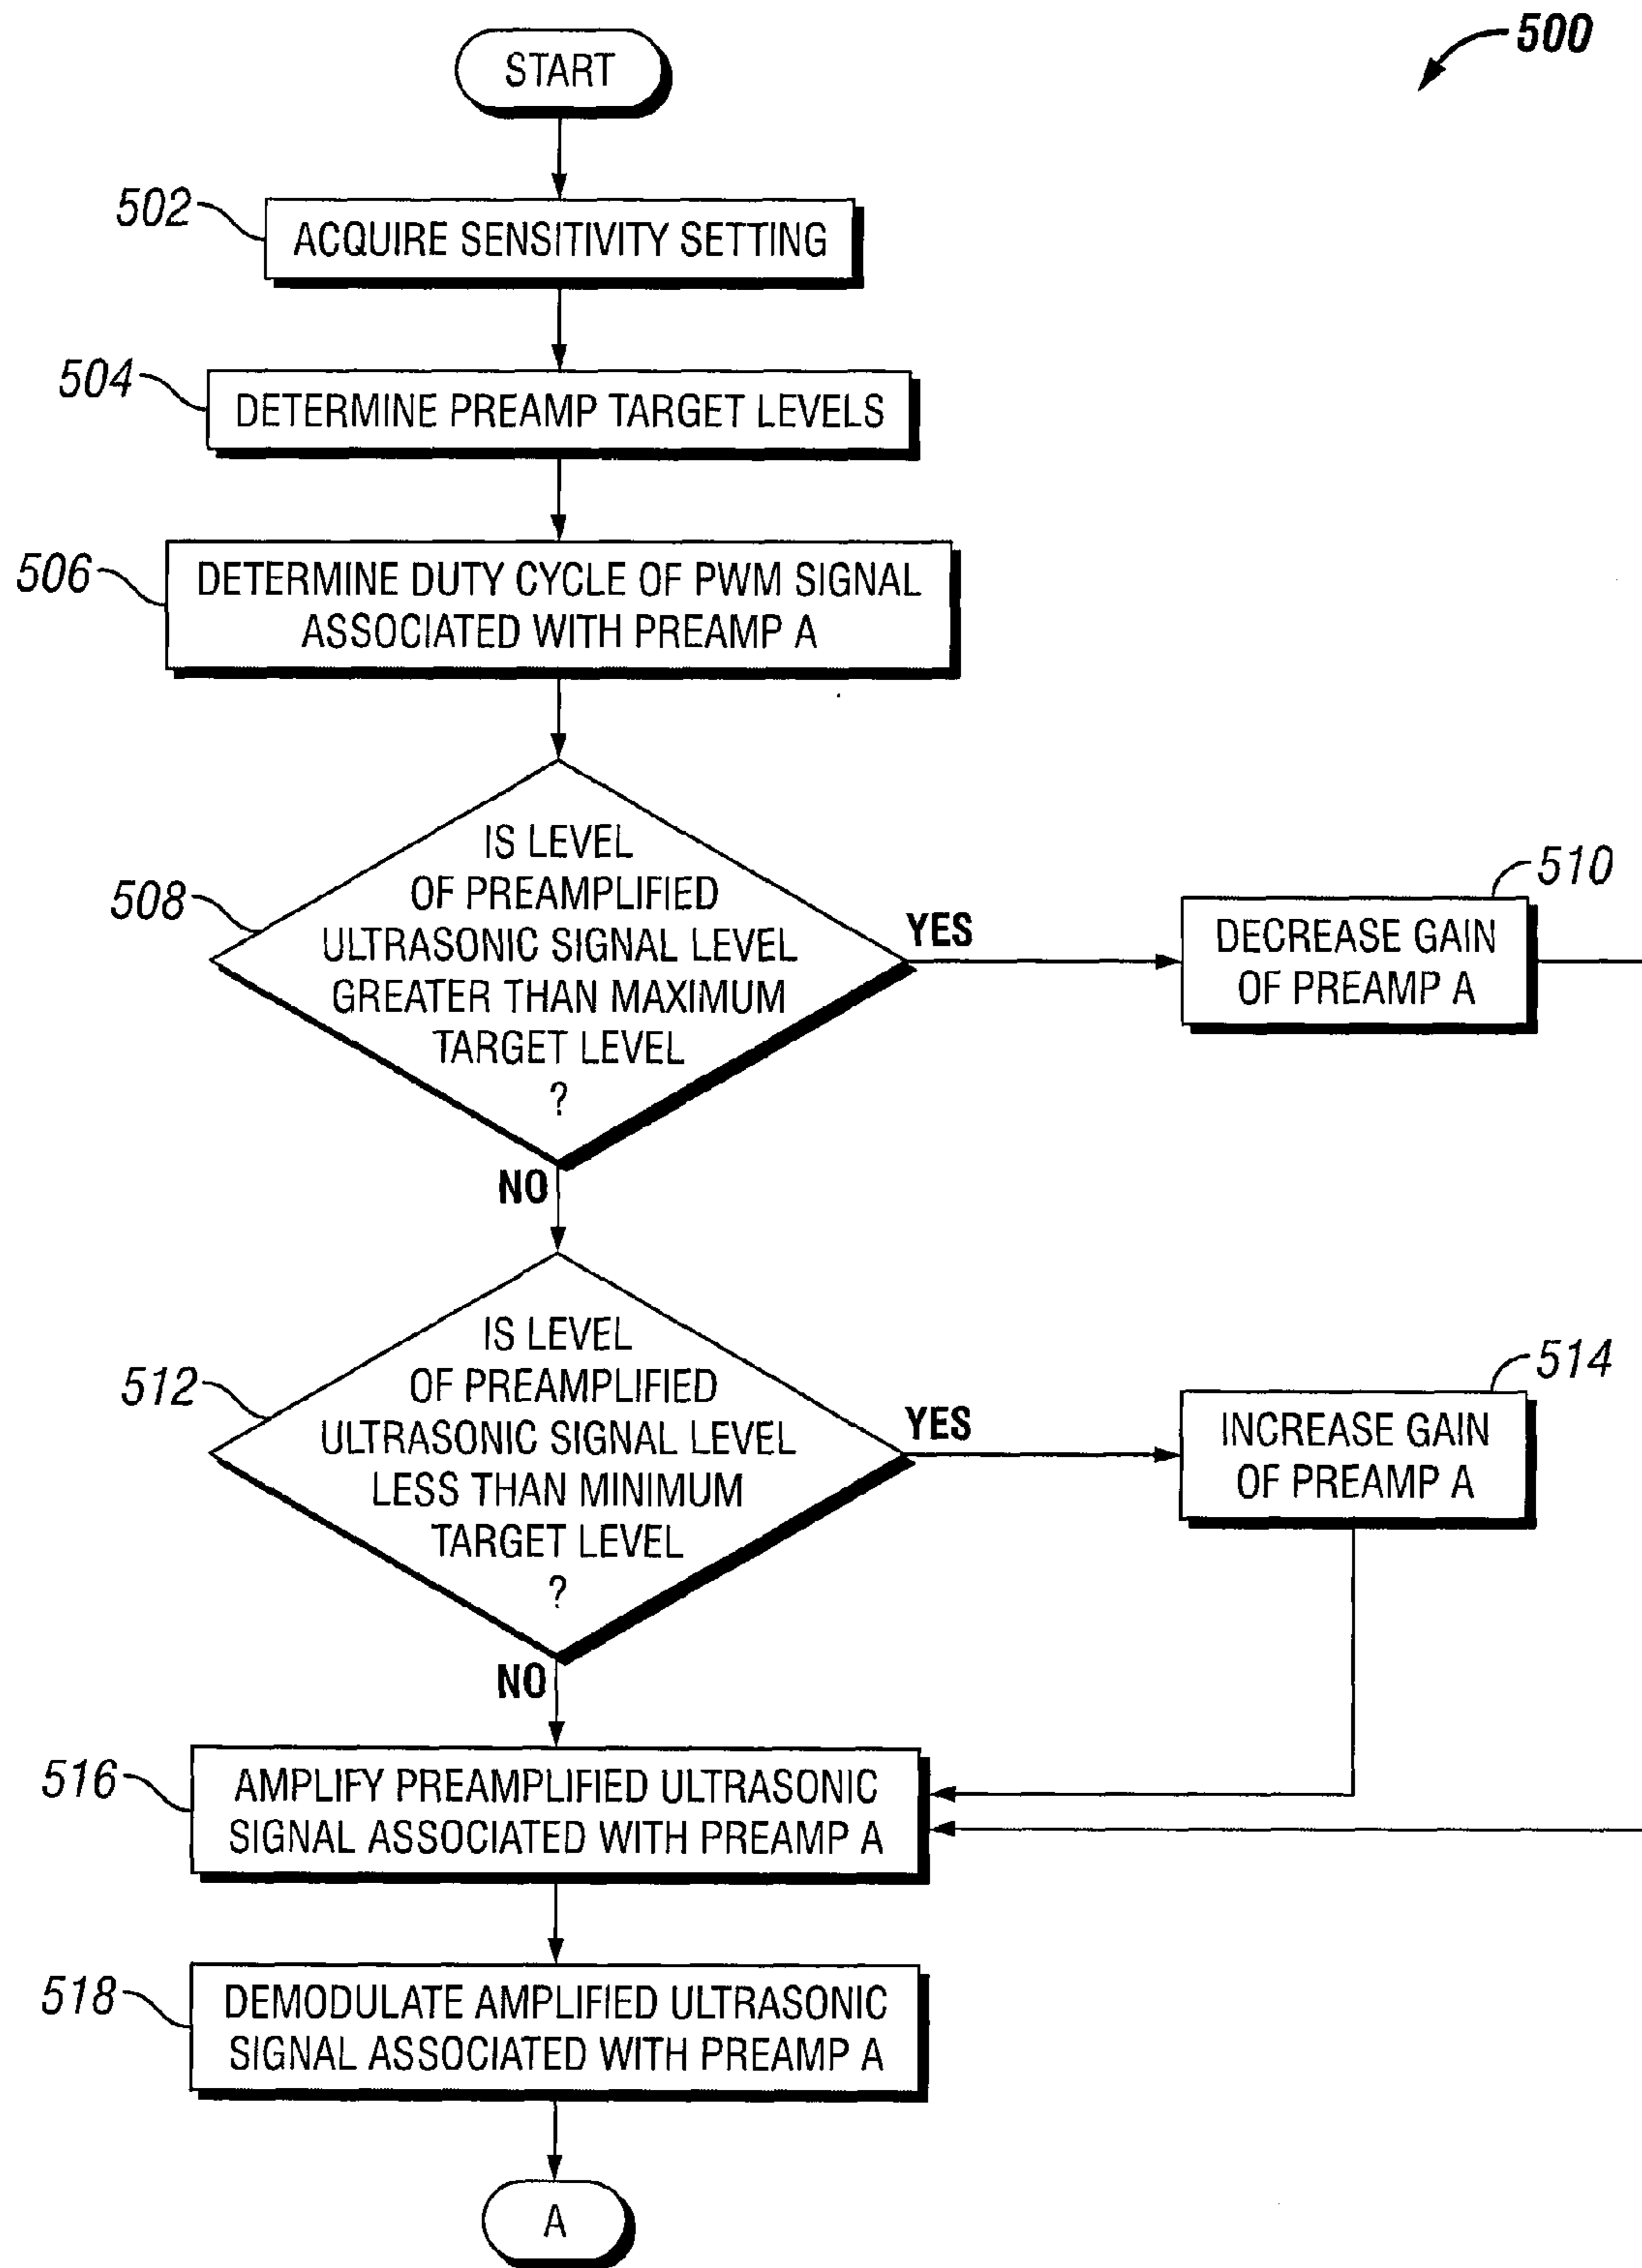 500
START
502
ACQUIRE SENSITIVITY SETTING
504
DETERMINE PREAMP TARGET LEVELS
506
DETERMINE DUTY CYCLE OF PWM SIGNAL
ASSOCIATED WITH PREAMP A
508
IS LEVEL
OF PREAMPLIFIED
ULTRASONIC SIGNAL LEVEL
GREATER THAN MAXIMUM
TARGET LEVEL
?
YES
510
DECREASE GAIN
OF PREAMP A
NO
512
IS LEVEL
OF PREAMPLIFIED
ULTRASONIC SIGNAL LEVEL
LESS THAN MINIMUM
TARGET LEVEL
?
YES
514
INCREASE GAIN
OF PREAMP A
NO
516
AMPLIFY PREAMPLIFIED ULTRASONIC
SIGNAL ASSOCIATED WITH PREAMP A
518
DEMODULATE AMPLIFIED ULTRASONIC
SIGNAL ASSOCIATED WITH PREAMP A
A